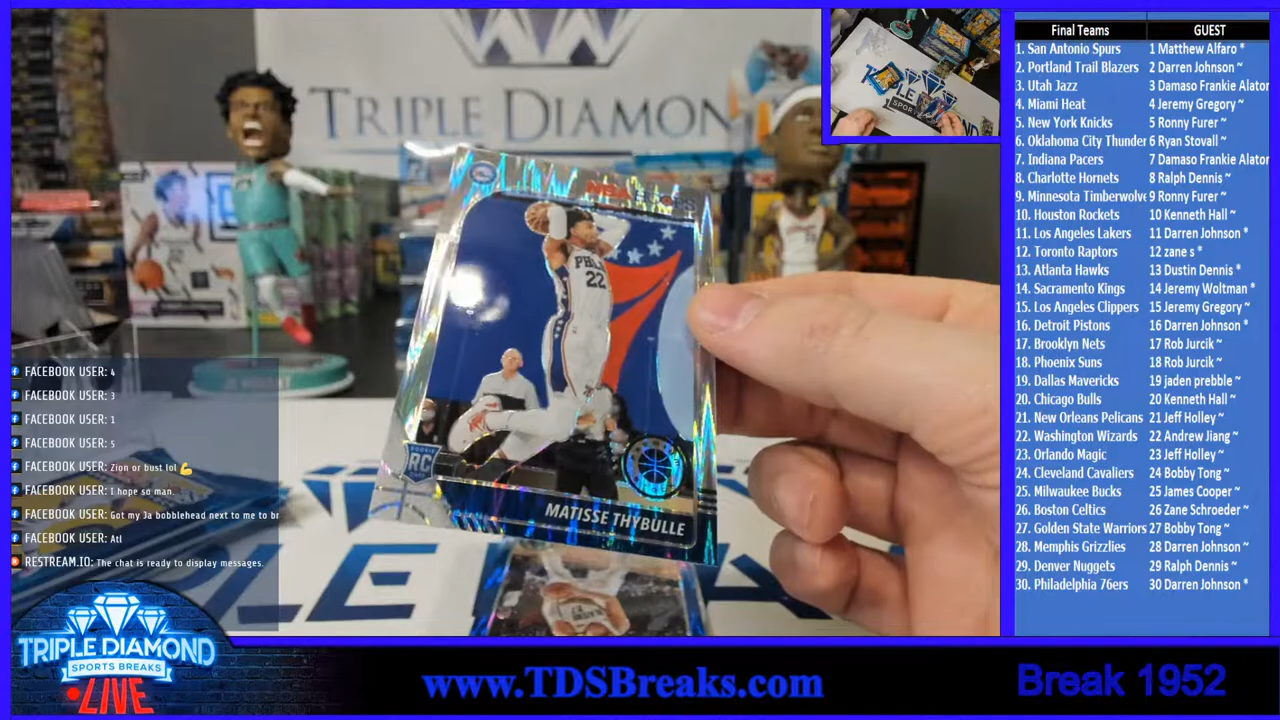 TRIPLE DIAMON
PHILA
22
RC
MATISSE THYBULLE
FACEBOOK USER: 4
FACEBOOK USER: 3
FACEBOOK USER: 1
FACEBOOK USER: 5
FACEBOOK USER: Zion or bust lol 💪
FACEBOOK USER: I hope so man.
FACEBOOK USER: Got my Ja bobblehead next to me to br
FACEBOOK USER: Atl
RESTREAM.IO: The chat is ready to display messages.
TRIPLE DIAMOND
SPORTS BREAKS
LIVE
www.TDSBreaks.com
Break 1952
Final Teams GUEST
1. San Antonio Spurs 1 Matthew Alfaro *
2. Portland Trail Blazers 2 Darren Johnson ~
3. Utah Jazz 3 Damaso Frankie Alator
4. Miami Heat 4 Jeremy Gregory ~
5. New York Knicks 5 Ronny Furer ~
6. Oklahoma City Thunder 6 Ryan Stovall ~
7. Indiana Pacers 7 Damaso Frankie Alator
8. Charlotte Hornets 8 Ralph Dennis ~
9. Minnesota Timberwolve 9 Ronny Furer ~
10. Houston Rockets 10 Kenneth Hall ~
11. Los Angeles Lakers 11 Darren Johnson *
12. Toronto Raptors 12 zane s *
13. Atlanta Hawks 13 Dustin Dennis *
14. Sacramento Kings 14 Jeremy Woltman *
15. Los Angeles Clippers 15 Jeremy Gregory ~
16. Detroit Pistons 16 Darren Johnson *
17. Brooklyn Nets 17 Rob Jurcik ~
18. Phoenix Suns 18 Rob Jurcik ~
19. Dallas Mavericks 19 jaden prebble ~
20. Chicago Bulls 20 Kenneth Hall ~
21. New Orleans Pelicans 21 Jeff Holley ~
22. Washington Wizards 22 Andrew Jiang ~
23. Orlando Magic 23 Jeff Holley ~
24. Cleveland Cavaliers 24 Bobby Tong ~
25. Milwaukee Bucks 25 James Cooper ~
26. Boston Celtics 26 Zane Schroeder ~
27. Golden State Warriors 27 Bobby Tong ~
28. Memphis Grizzlies 28 Darren Johnson ~
29. Denver Nuggets 29 Ralph Dennis ~
30. Philadelphia 76ers 30 Darren Johnson *